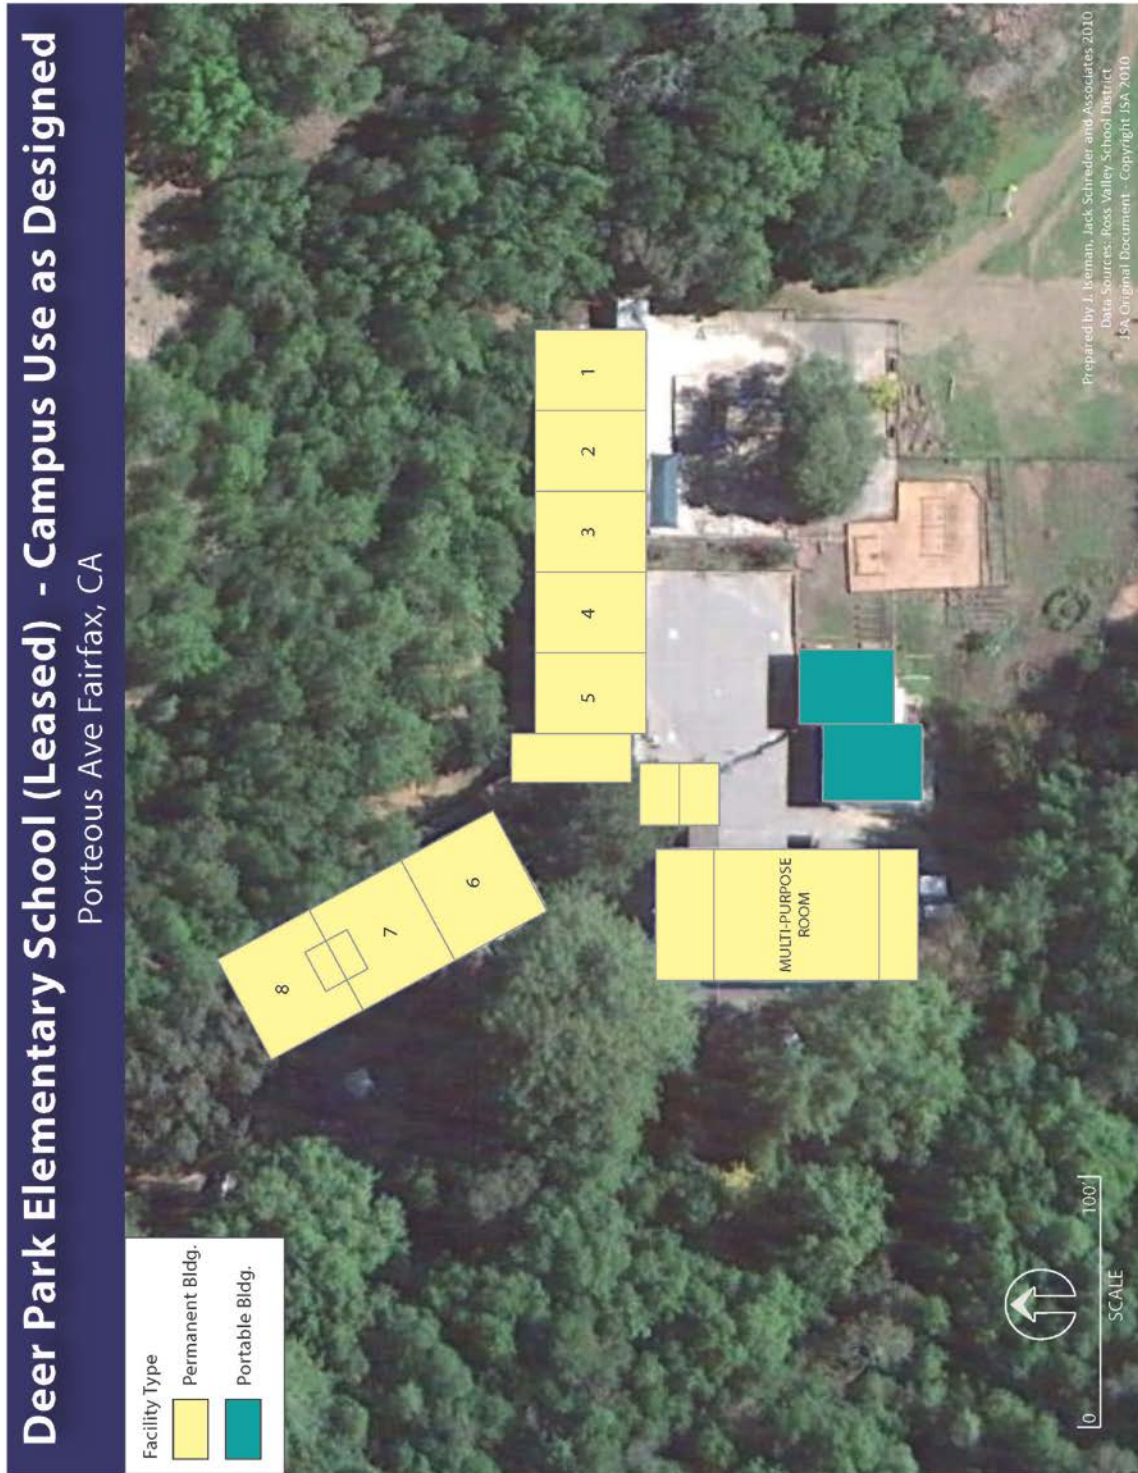 Deer Park Elementary School (Leased) - Campus Use as Designed
Porteous Ave Fairfax, CA
Facility Type
Permanent Bldg.
Portable Bldg.
8
7
6
5
4
3
2
1
MULTI-PURPOSE
ROOM
0
100'
SCALE
Prepared by J. Iseman, Jack Schreder and Associates 2010
Data Sources: Ross Valley School District
JSA Original Document - Copyright JSA 2010